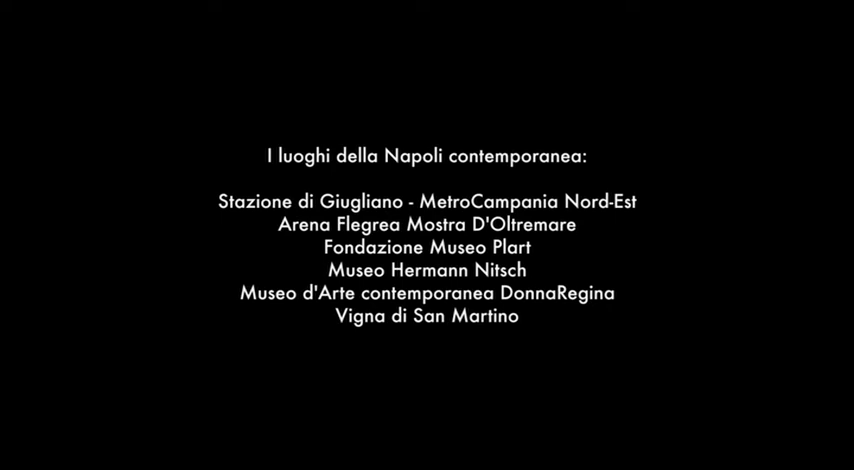 I luoghi della Napoli contemporanea:
Stazione di Giugliano - MetroCampania Nord-Est
Arena Flegrea Mostra D'Oltremare
Fondazione Museo Plart
Museo Hermann Nitsch
Museo d'Arte contemporanea DonnaRegina
Vigna di San Martino